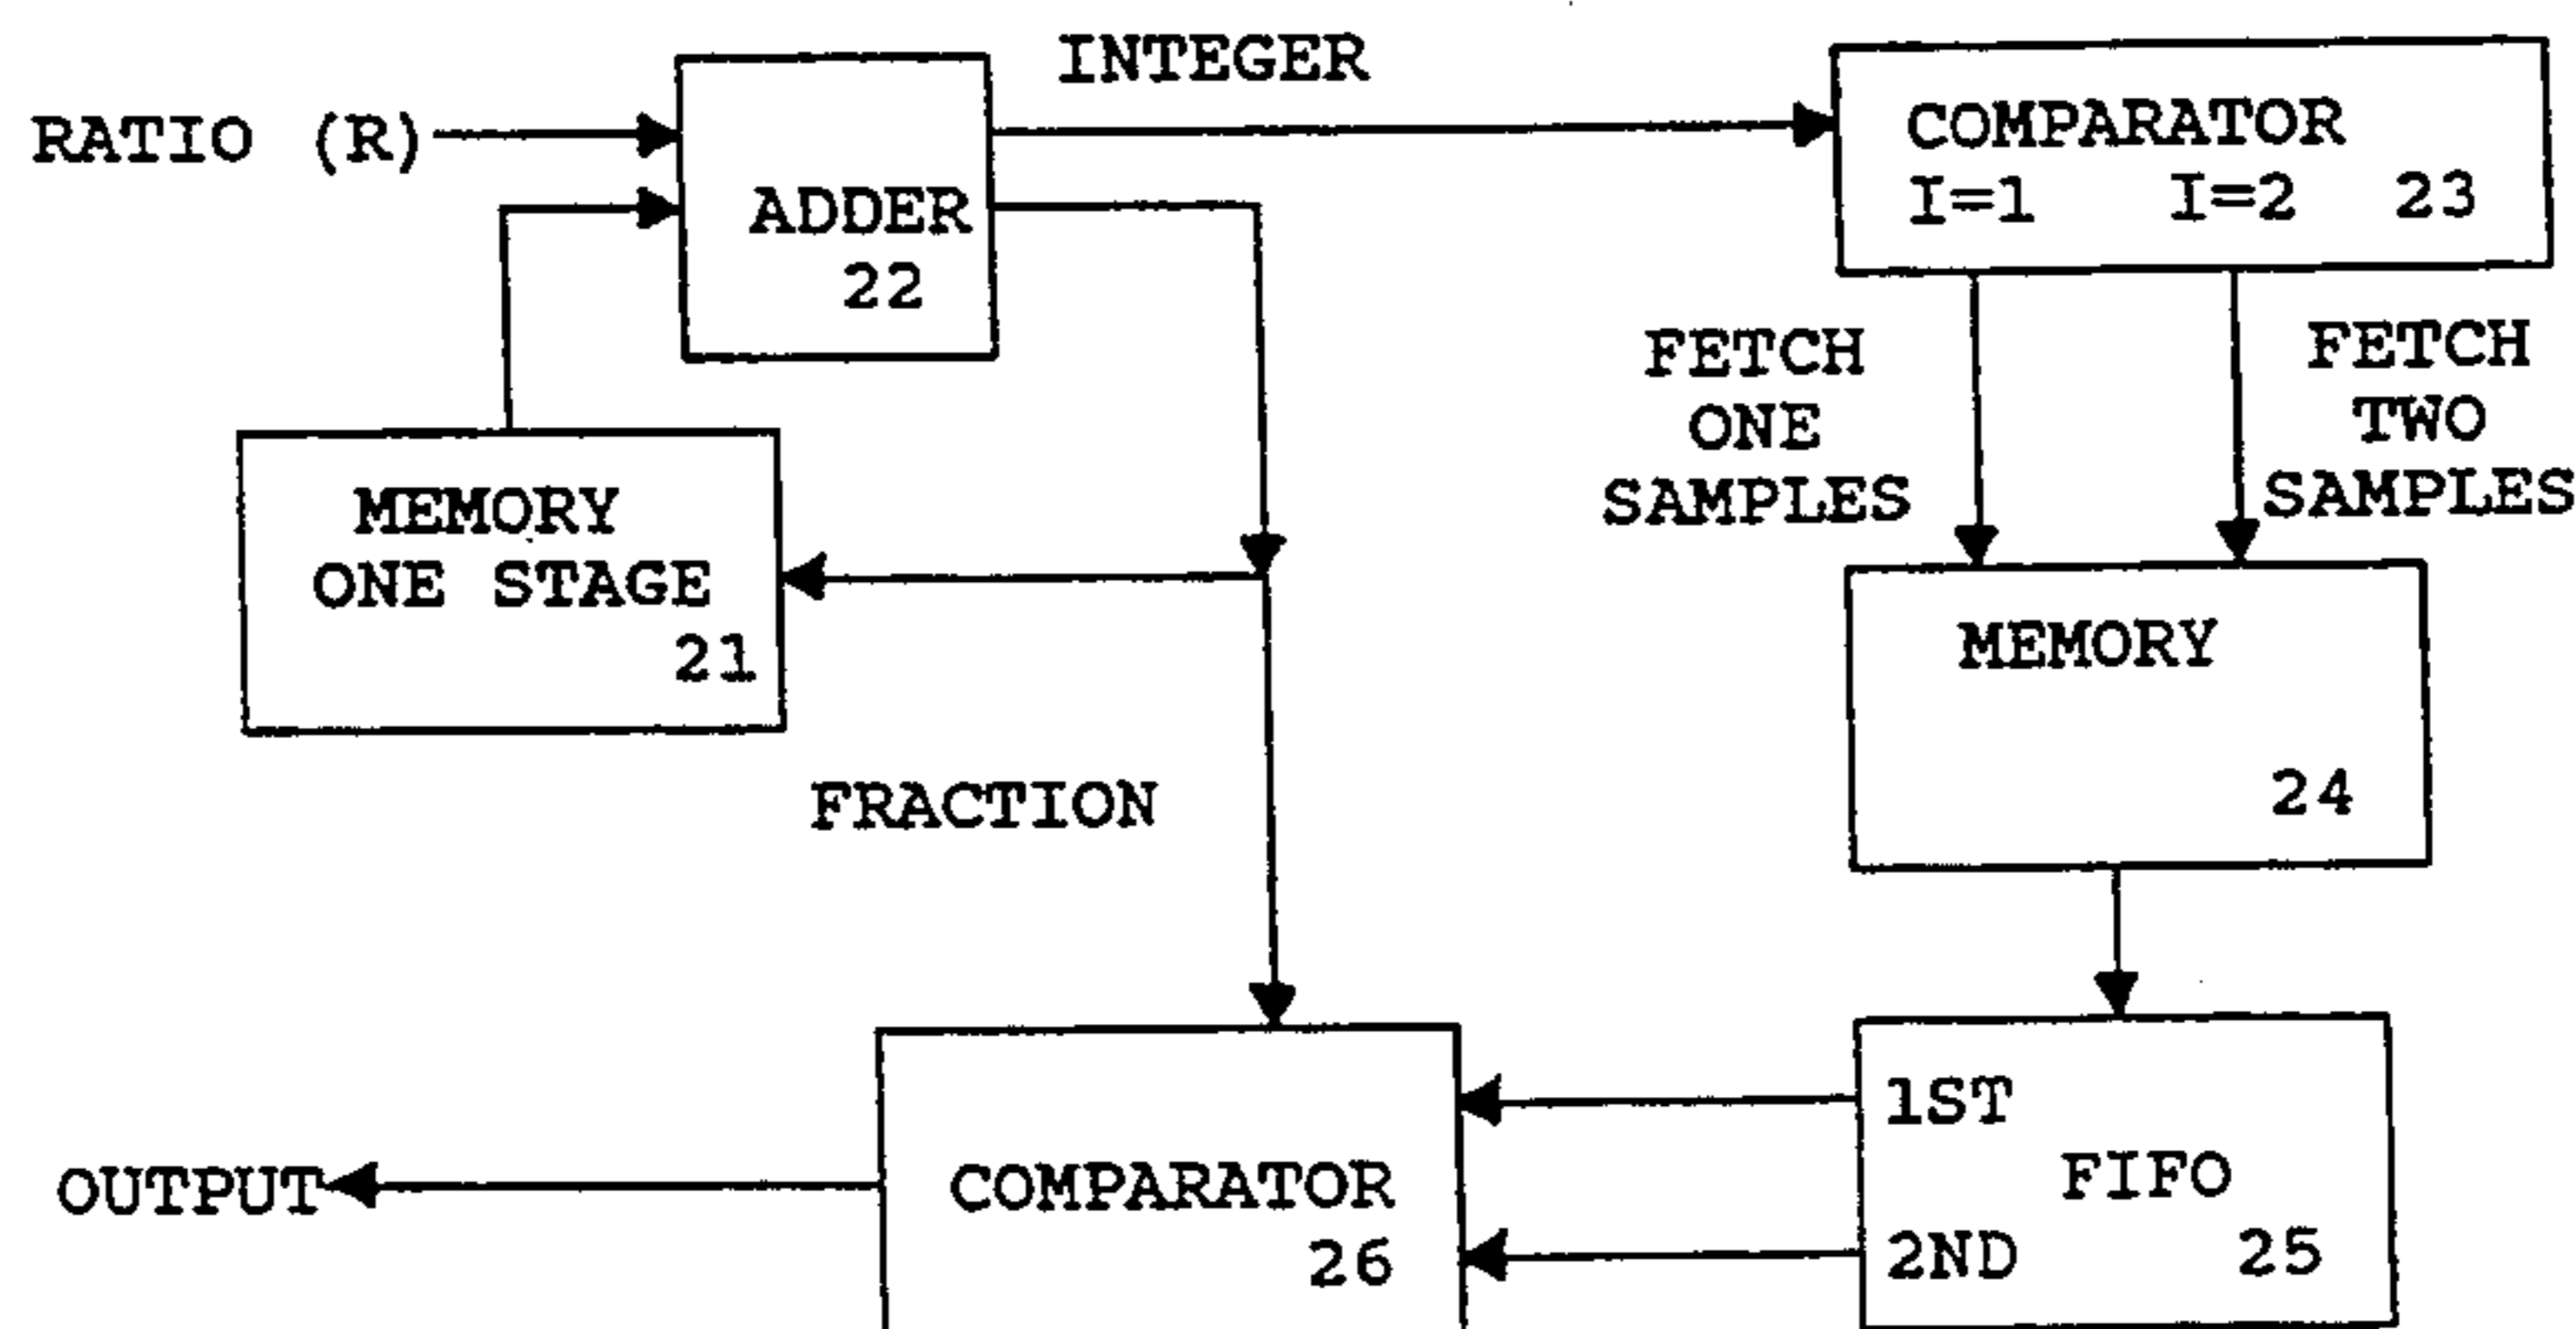 INTEGER
RATIO (R)
ADDER
22
COMPARATOR
I=1 I=2 23
FETCH
ONE
SAMPLES
FETCH
TWO
SAMPLES
MEMORY
ONE STAGE
21
MEMORY
24
FRACTION
1ST
FIFO
2ND
25
COMPARATOR
26
OUTPUT